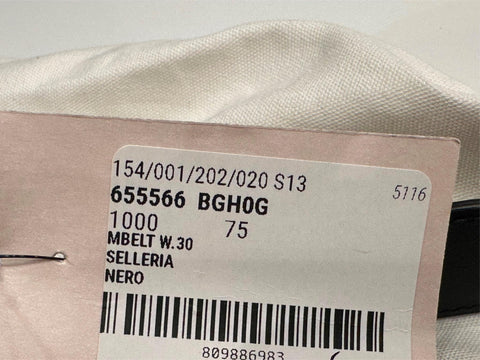 154/001/202/020 S13
5116
655566 BGH0G
1000 75
MBELT W.30
SELLERIA
NERO
809886983